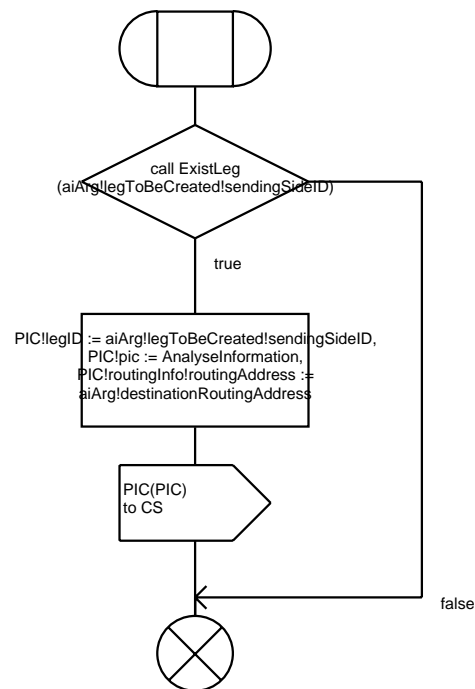 call ExistLeg
(aiArg!legToBeCreated!sendingSideID)
true
PIC!legID := aiArg!legToBeCreated!sendingSideID,
PIC!pic := AnalyseInformation,
PIC!routingInfo!routingAddress :=
aiArg!destinationRoutingAddress
PIC(PIC)
to CS
false